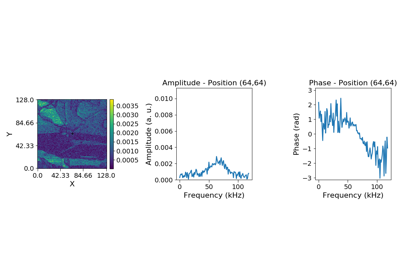 Amplitude - Position (64,64)
Phase - Position (64,64)
128.0
84.66
42.33
0.0
Y
0.0 42.33 84.66 128.0
X
0.0035
0.0030
0.0025
0.0020
0.0015
0.0010
0.0005
0.010
0.008
0.006
0.004
0.002
0.000
Amplitude (a. u.)
0 50 100
Frequency (kHz)
3
2
1
0
−1
−2
−3
Phase (rad)
0 50 100
Frequency (kHz)